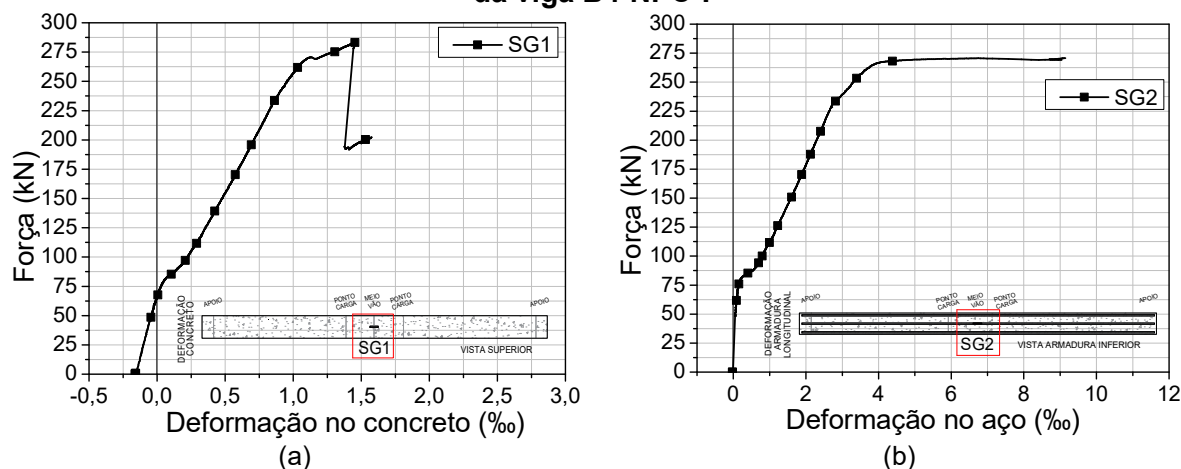 da viga B1-NPC-P
300
275
250
225
200
175
150
125
100
75
50
25
0
Força (kN)
SG1
DEFORMAÇÃO
CONCRETO
APOIO
PONTO
CARGA
MEIO
VÃO
PONTO
CARGA
APOIO
SG1
VISTA SUPERIOR
-0,5 0,0 0,5 1,0 1,5 2,0 2,5 3,0
Deformação no concreto (‰)
(a)
300
275
250
225
200
175
150
125
100
75
50
25
0
Força (kN)
SG2
DEFORMAÇÃO
ARMADURA
LONGITUDINAL
APOIO
PONTO
CARGA
MEIO
VÃO
PONTO
CARGA
APOIO
SG2
VISTA ARMADURA INFERIOR
0 2 4 6 8 10 12
Deformação no aço (‰)
(b)